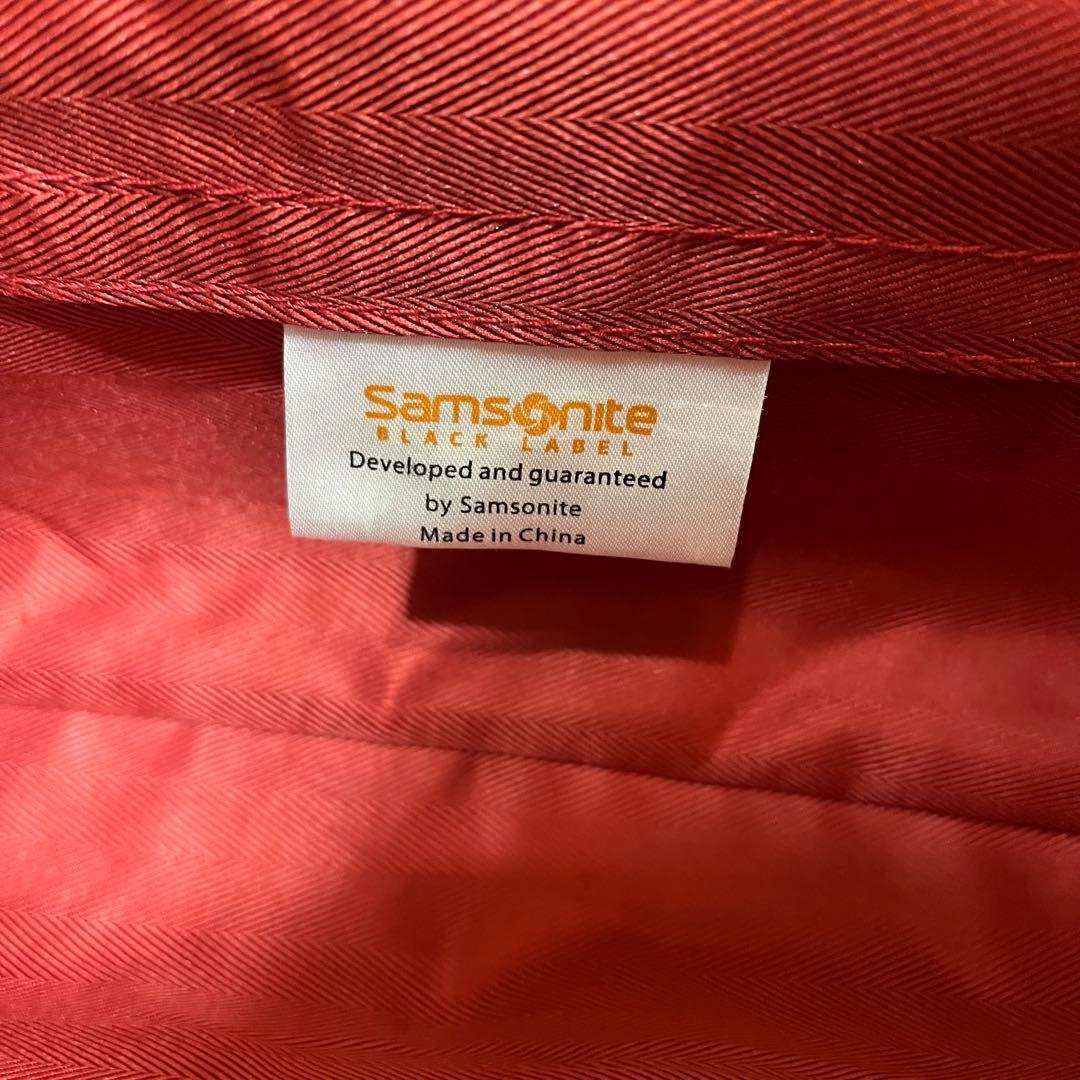 Samsonite
BLACK LABEL
Developed and guaranteed
by Samsonite
Made in China